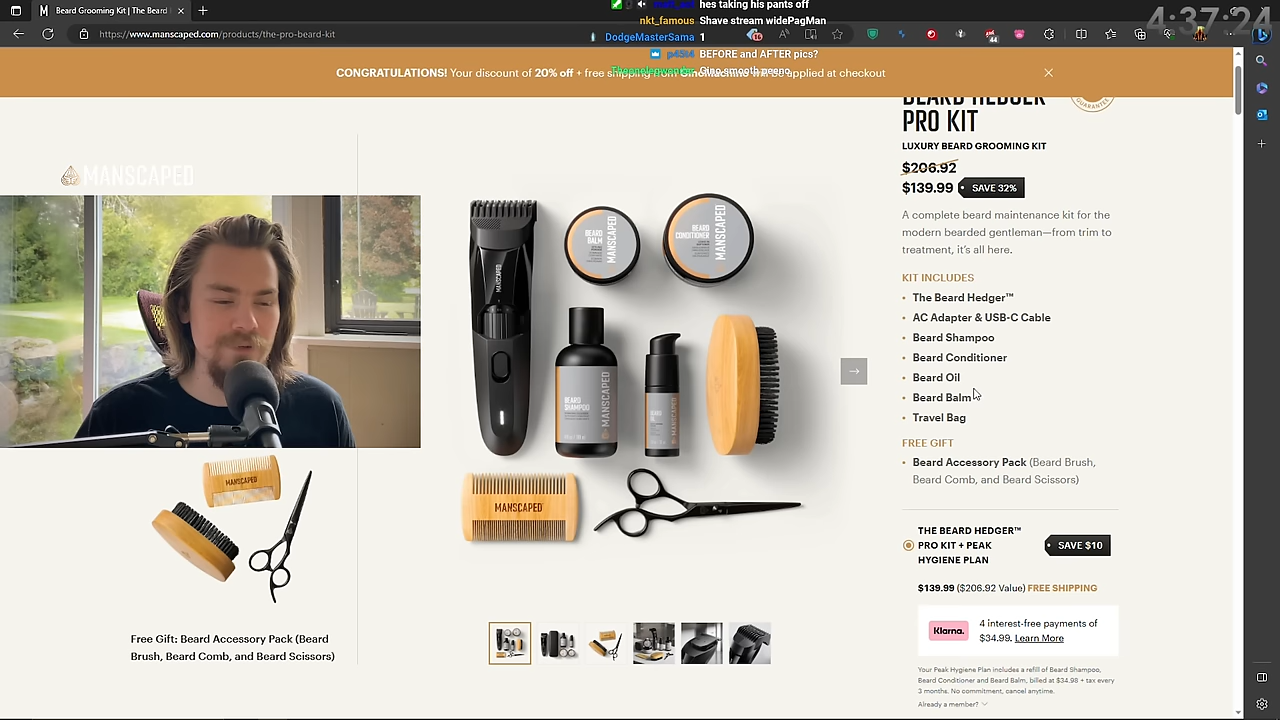 Beard Grooming Kit | The Beard H
https://www.manscaped.com/products/the-pro-beard-kit
hes taking his pants off
nkt_famous Shave stream widePagMan
DodgeMasterSama 1
p45t4 BEFORE and AFTER pics?
4:37:24
CONGRATULATIONS! Your discount of 20% off + free shipping from
applied at checkout
BEARD HEDGER
PRO KIT
GUARANTEE
LUXURY BEARD GROOMING KIT
$206.92
$139.99 SAVE 32%
A complete beard maintenance kit for the
modern bearded gentleman—from trim to
treatment, it's all here.
KIT INCLUDES
• The Beard Hedger™
• AC Adapter & USB-C Cable
• Beard Shampoo
• Beard Conditioner
• Beard Oil
• Beard Balm
• Travel Bag
FREE GIFT
• Beard Accessory Pack (Beard Brush,
Beard Comb, and Beard Scissors)
THE BEARD HEDGER™
PRO KIT + PEAK
HYGIENE PLAN
SAVE $10
$139.99 ($206.92 Value) FREE SHIPPING
Klarna.
4 interest-free payments of
$34.99. Learn More
Your Peak Hygiene Plan includes a refill of Beard Shampoo,
Beard Conditioner and Beard Balm, billed at $34.98 + tax every
3 months. No commitment, cancel anytime.
Already a member?
MANSCAPED
MANSCAPED
BEARD
BALM
MANSCAPED
BEARD
CONDITIONER
MANSCAPED
BEARD
SHAMPOO
MANSCAPED
MANSCAPED
MANSCAPED
MANSCAPED
Free Gift: Beard Accessory Pack (Beard
Brush, Beard Comb, and Beard Scissors)